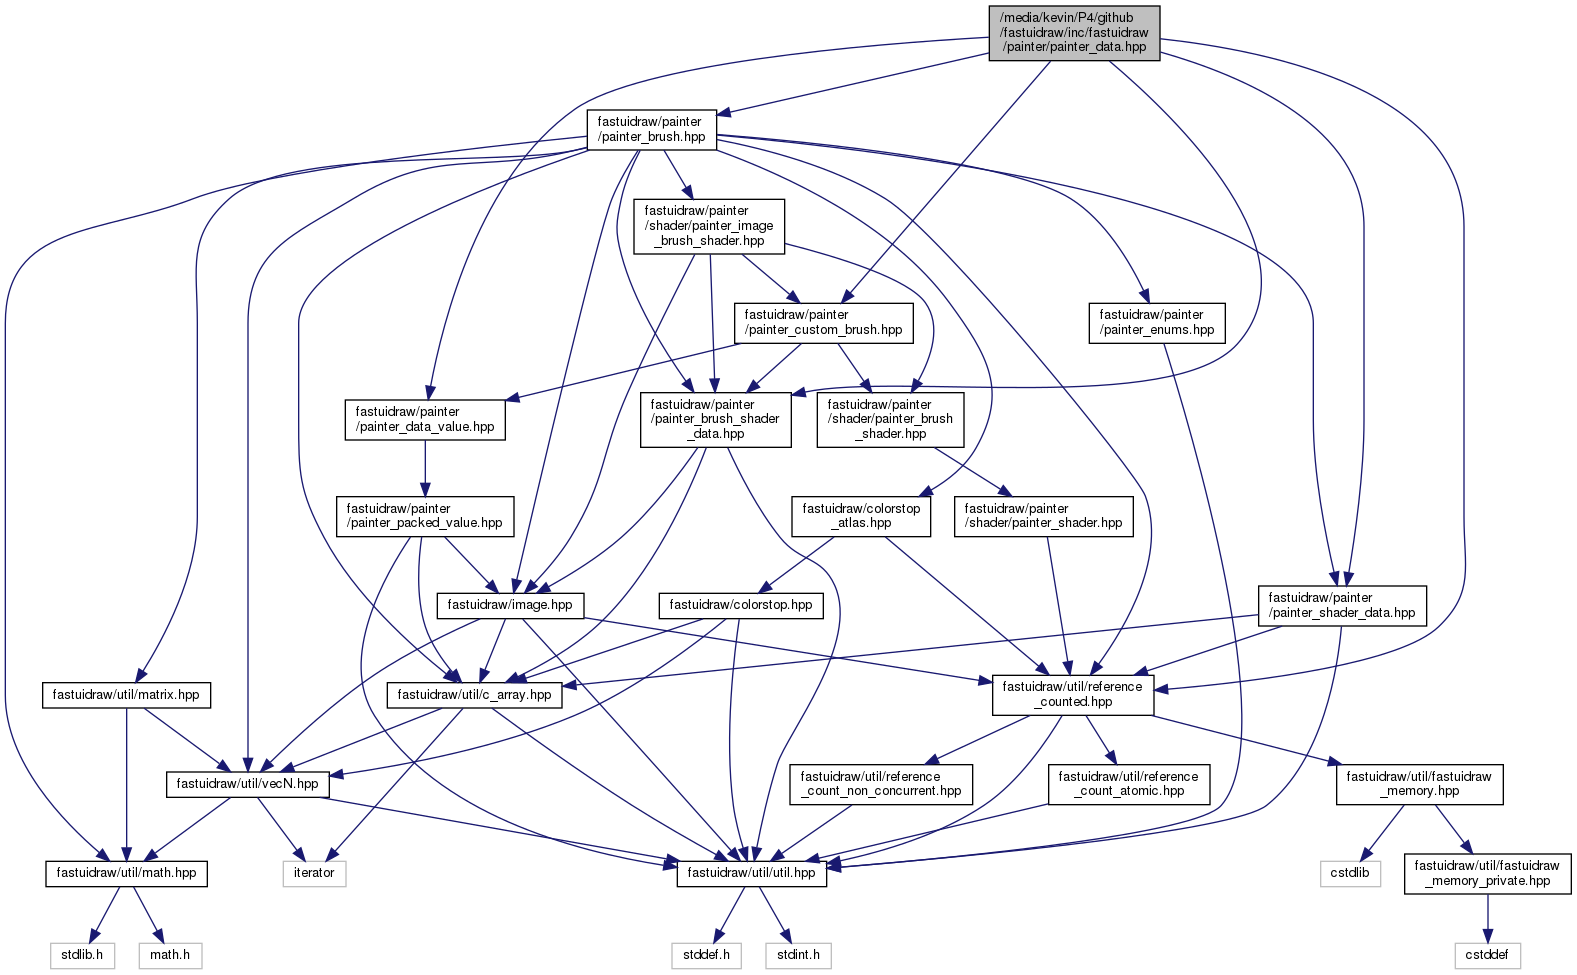 /media/kevin/P4/github
/fastuidraw/inc/fastuidraw
/painter/painter_data.hpp
fastuidraw/painter
/painter_brush.hpp
fastuidraw/painter
/shader/painter_image
_brush_shader.hpp
fastuidraw/painter
/painter_custom_brush.hpp
fastuidraw/painter
/painter_enums.hpp
fastuidraw/painter
/painter_data_value.hpp
fastuidraw/painter
/painter_brush_shader
_data.hpp
fastuidraw/painter
/shader/painter_brush
_shader.hpp
fastuidraw/painter
/painter_packed_value.hpp
fastuidraw/colorstop
_atlas.hpp
fastuidraw/painter
/shader/painter_shader.hpp
fastuidraw/image.hpp
fastuidraw/colorstop.hpp
fastuidraw/painter
/painter_shader_data.hpp
fastuidraw/util/matrix.hpp
fastuidraw/util/c_array.hpp
fastuidraw/util/reference
_counted.hpp
fastuidraw/util/vecN.hpp
fastuidraw/util/reference
_count_non_concurrent.hpp
fastuidraw/util/reference
_count_atomic.hpp
fastuidraw/util/fastuidraw
_memory.hpp
fastuidraw/util/math.hpp
iterator
fastuidraw/util/util.hpp
cstdlib
fastuidraw/util/fastuidraw
_memory_private.hpp
stdlib.h
math.h
stddef.h
stdint.h
cstddef